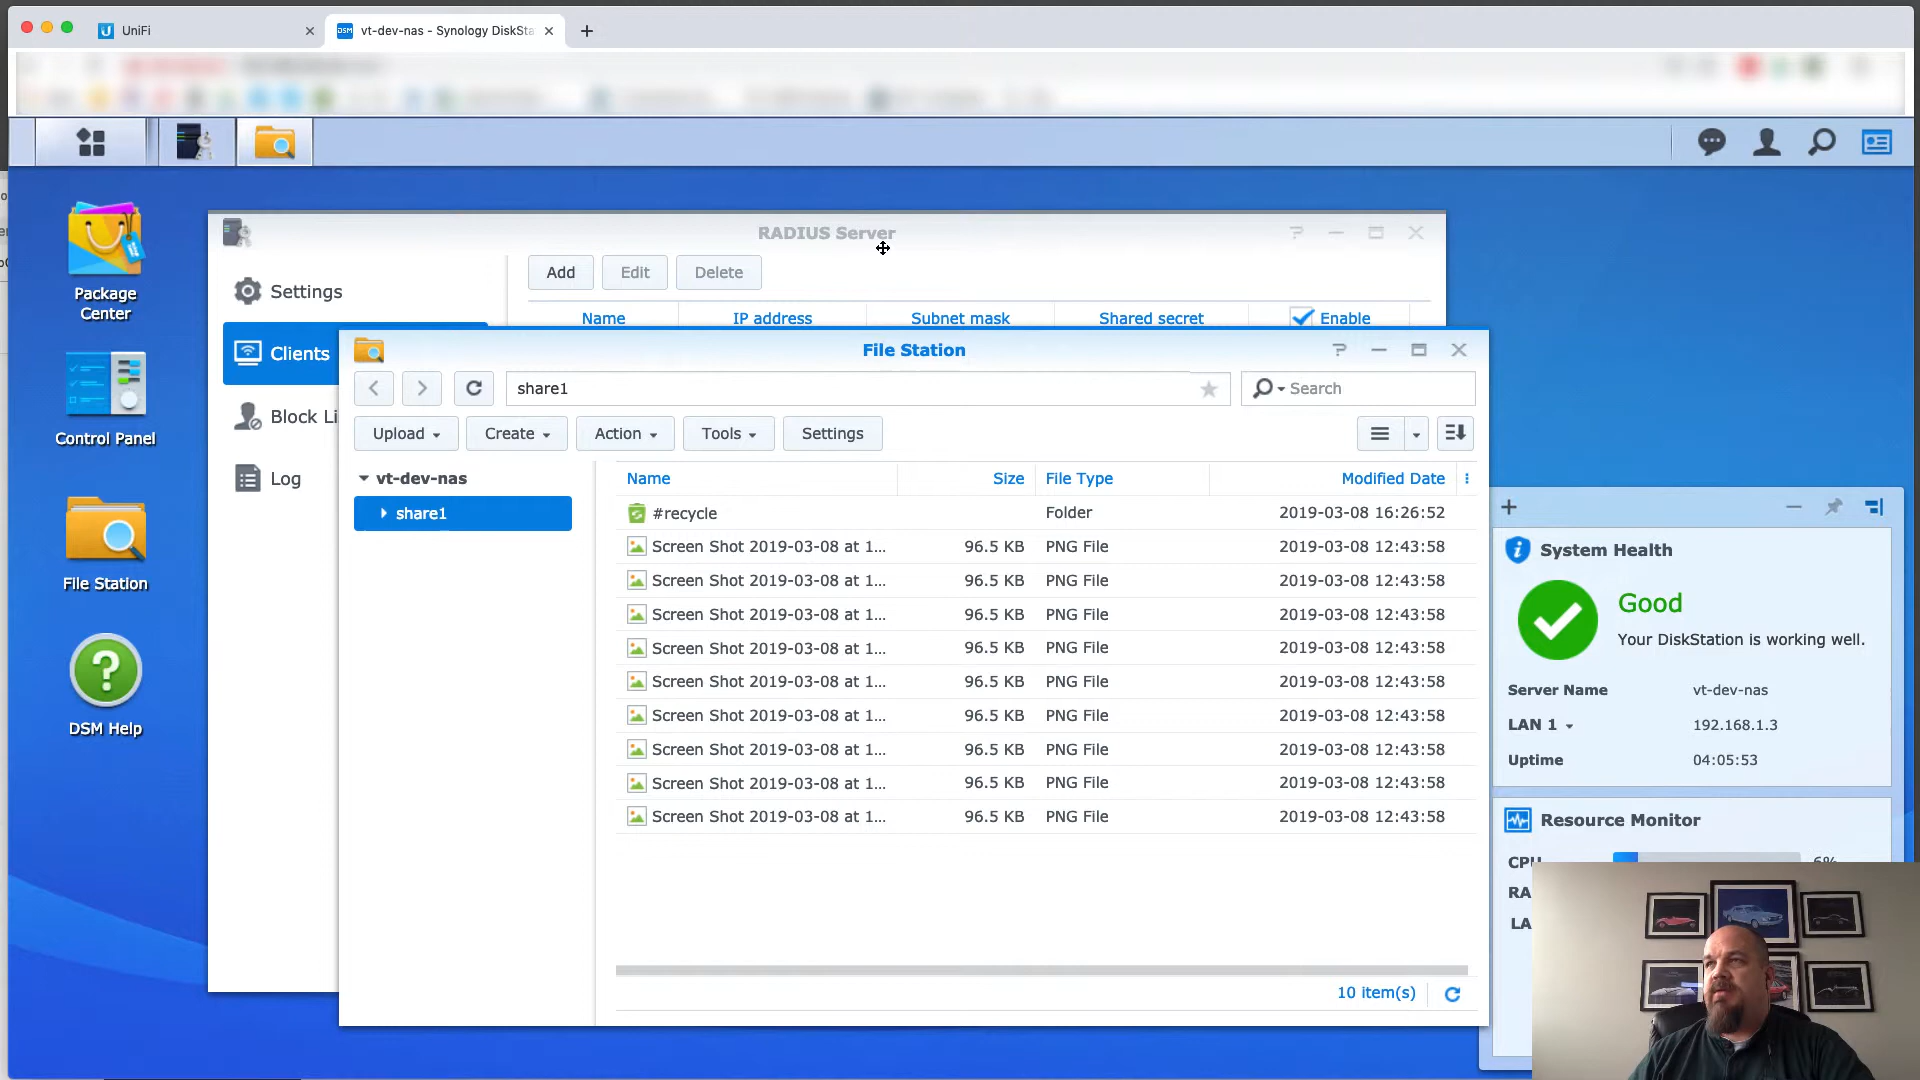 UniFi
vt-dev-nas - Synology DiskSta
Package
Center
Control Panel
File Station
DSM Help
RADIUS Server
Settings
Clients
Block Li
Log
Add Edit Delete
Name IP address Subnet mask Shared secret Enable
File Station
share1
Search
Upload Create Action Tools Settings
vt-dev-nas
share1
Name Size File Type Modified Date
#recycle Folder 2019-03-08 16:26:52
Screen Shot 2019-03-08 at 1... 96.5 KB PNG File 2019-03-08 12:43:58
Screen Shot 2019-03-08 at 1... 96.5 KB PNG File 2019-03-08 12:43:58
Screen Shot 2019-03-08 at 1... 96.5 KB PNG File 2019-03-08 12:43:58
Screen Shot 2019-03-08 at 1... 96.5 KB PNG File 2019-03-08 12:43:58
Screen Shot 2019-03-08 at 1... 96.5 KB PNG File 2019-03-08 12:43:58
Screen Shot 2019-03-08 at 1... 96.5 KB PNG File 2019-03-08 12:43:58
Screen Shot 2019-03-08 at 1... 96.5 KB PNG File 2019-03-08 12:43:58
Screen Shot 2019-03-08 at 1... 96.5 KB PNG File 2019-03-08 12:43:58
Screen Shot 2019-03-08 at 1... 96.5 KB PNG File 2019-03-08 12:43:58
10 item(s)
System Health
Good
Your DiskStation is working well.
Server Name vt-dev-nas
LAN 1 192.168.1.3
Uptime 04:05:53
Resource Monitor
CPU 6%
RA
LA